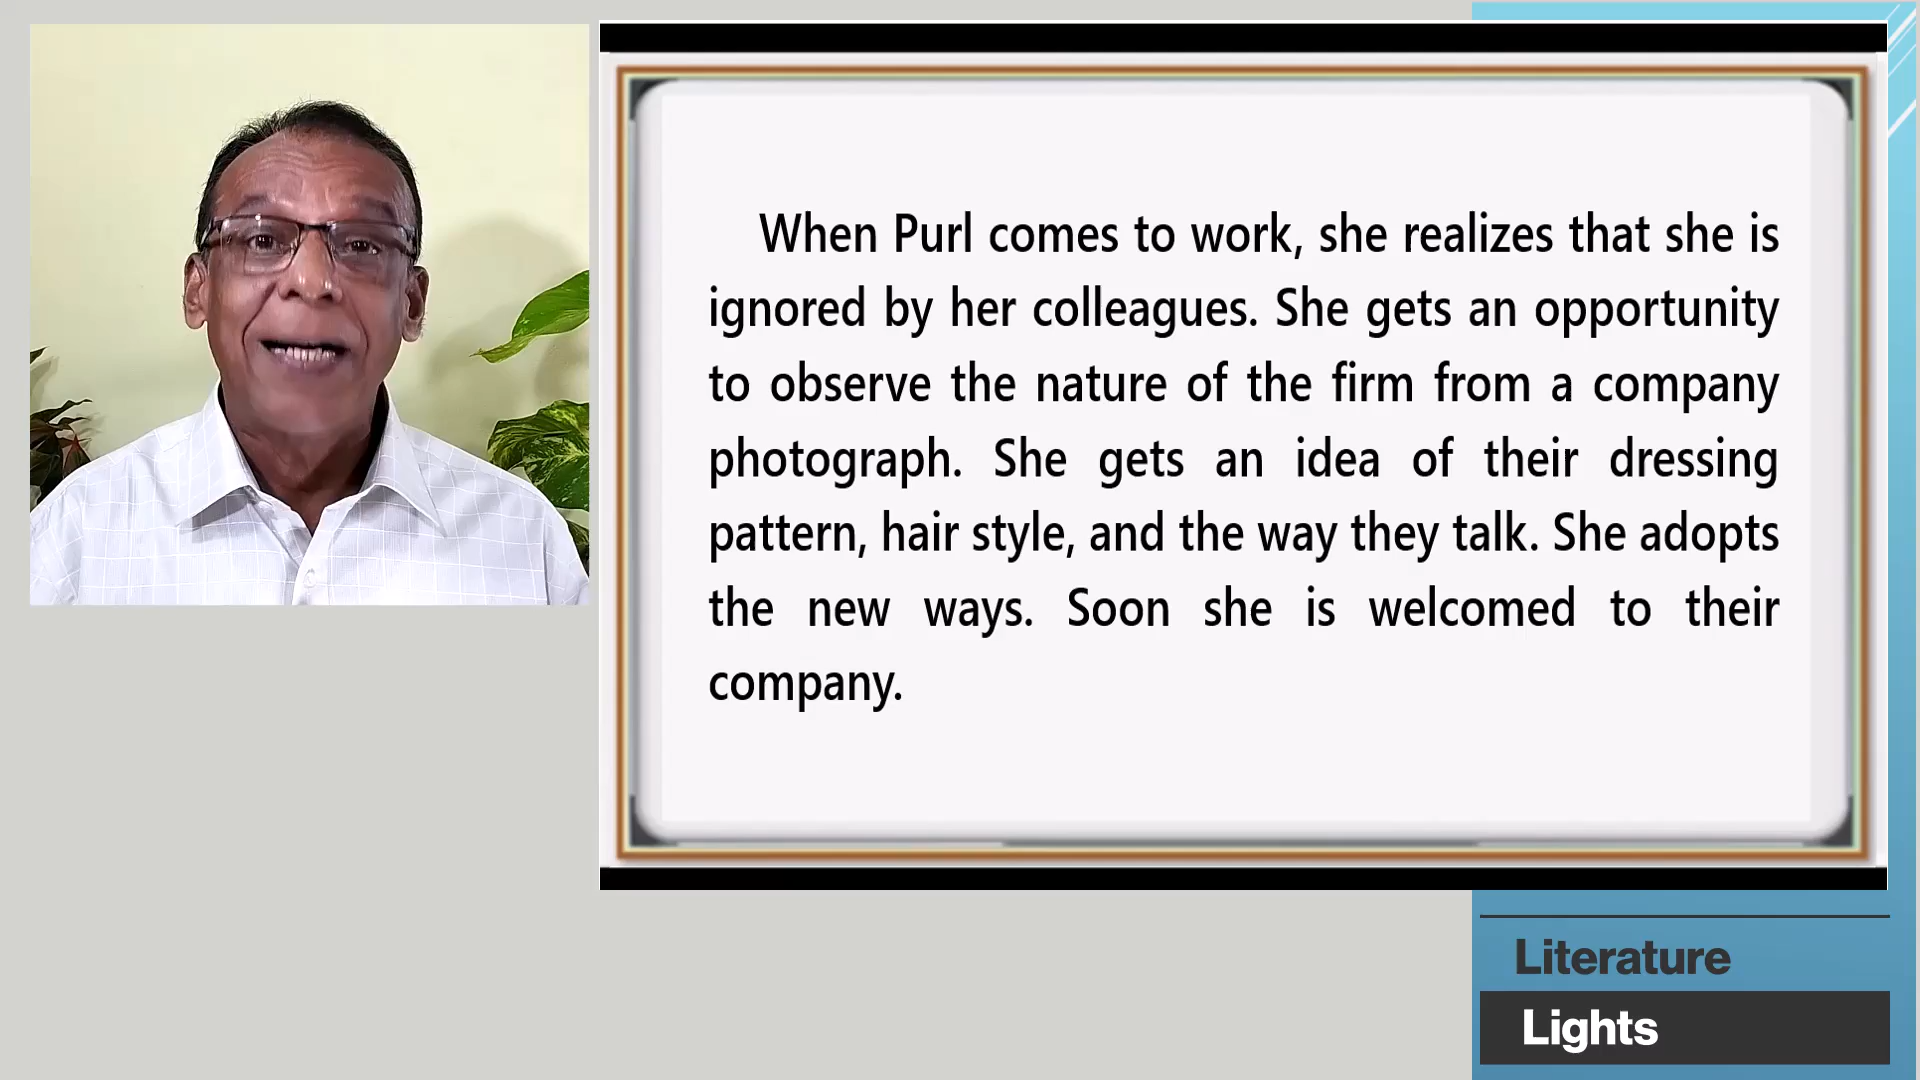 When Purl comes to work, she realizes that she is
ignored by her colleagues. She gets an opportunity
to observe the nature of the firm from a company
photograph. She gets an idea of their dressing
pattern, hair style, and the way they talk. She adopts
the new ways. Soon she is welcomed to their
company.
Literature
Lights